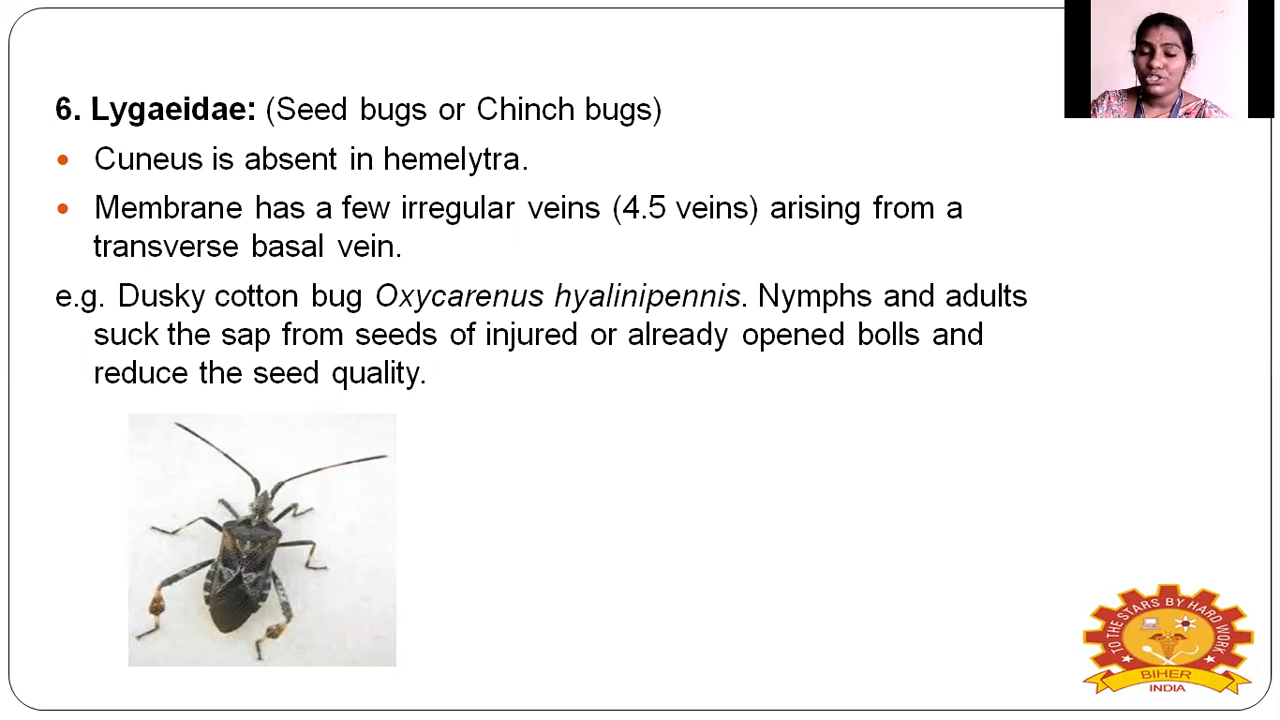 6. Lygaeidae: (Seed bugs or Chinch bugs)
• Cuneus is absent in hemelytra.
• Membrane has a few irregular veins (4.5 veins) arising from a
transverse basal vein.
e.g. Dusky cotton bug Oxycarenus hyalinipennis. Nymphs and adults
suck the sap from seeds of injured or already opened bolls and
reduce the seed quality.
TO THE STARS BY HARD WORK
BIHER
INDIA